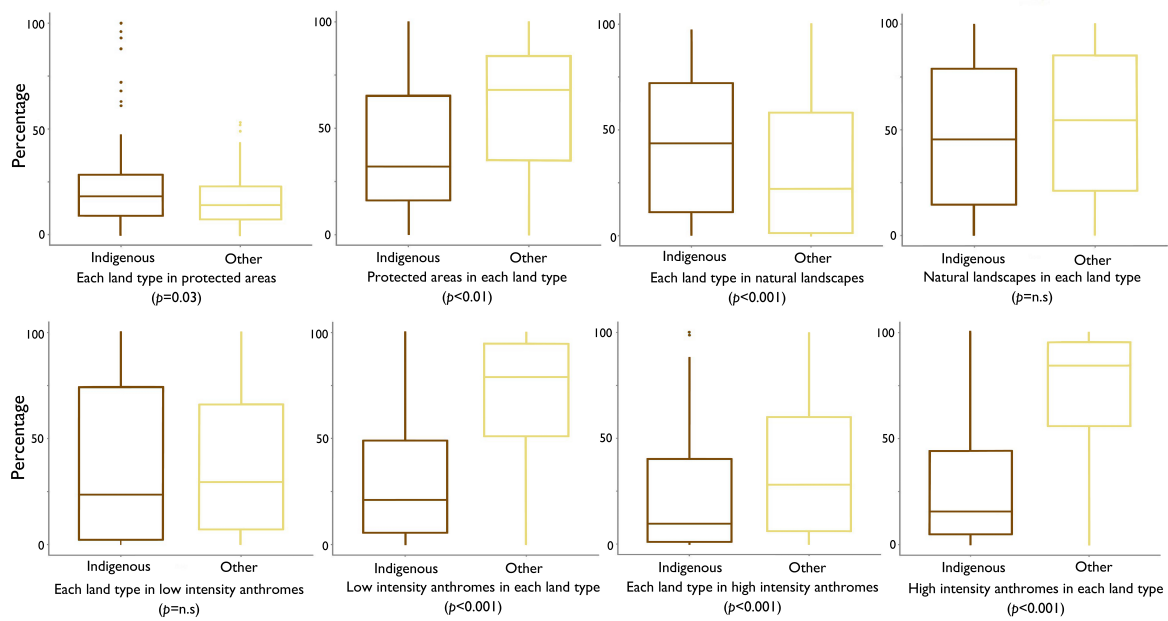 100
50
0
Percentage
Indigenous
Other
Each land type in protected areas
(p=0.03)
100
50
0
Indigenous
Other
Protected areas in each land type
(p<0.01)
100
50
0
Indigenous
Other
Each land type in natural landscapes
(p<0.001)
100
50
0
Indigenous
Other
Natural landscapes in each land type
(p=n.s)
100
50
0
Percentage
Indigenous
Other
Each land type in low intensity anthromes
(p=n.s)
100
50
0
Indigenous
Other
Low intensity anthromes in each land type
(p<0.001)
100
50
0
Indigenous
Other
Each land type in high intensity anthromes
(p<0.001)
100
50
0
Indigenous
Other
High intensity anthromes in each land type
(p<0.001)